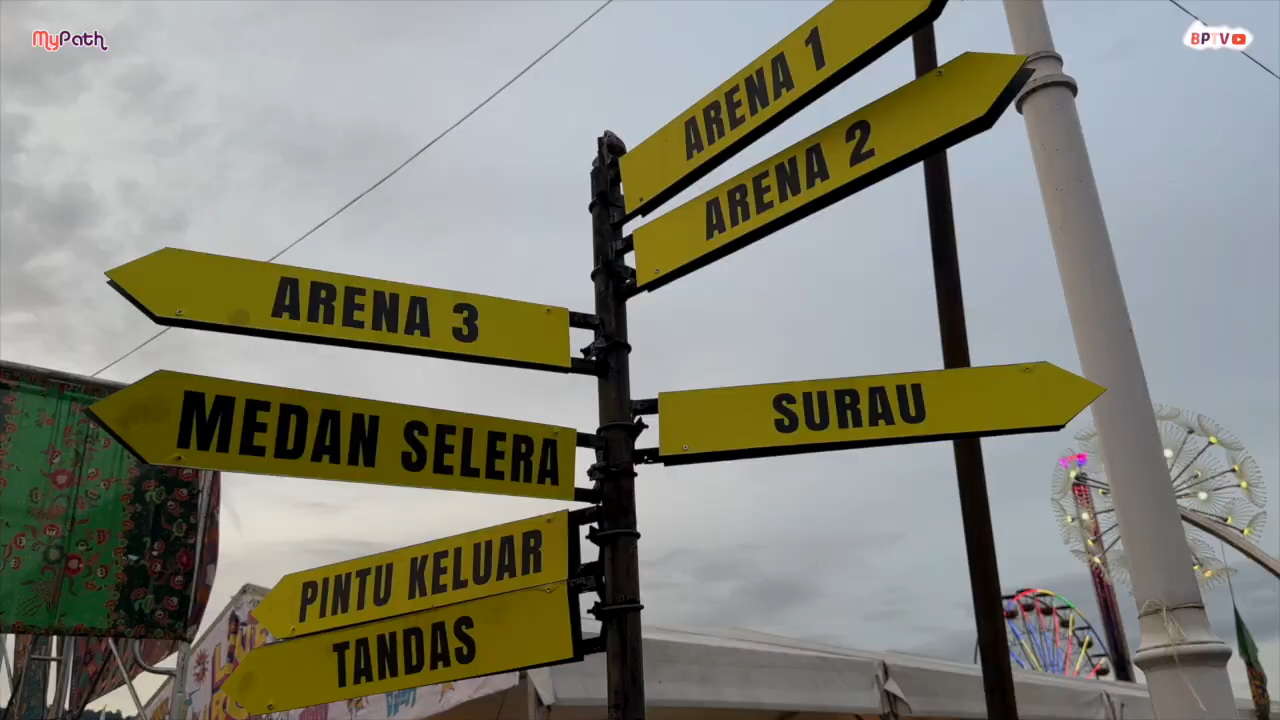 MyPath
BPTV
ARENA 1
ARENA 2
ARENA 3
MEDAN SELERA
SURAU
PINTU KELUAR
TANDAS